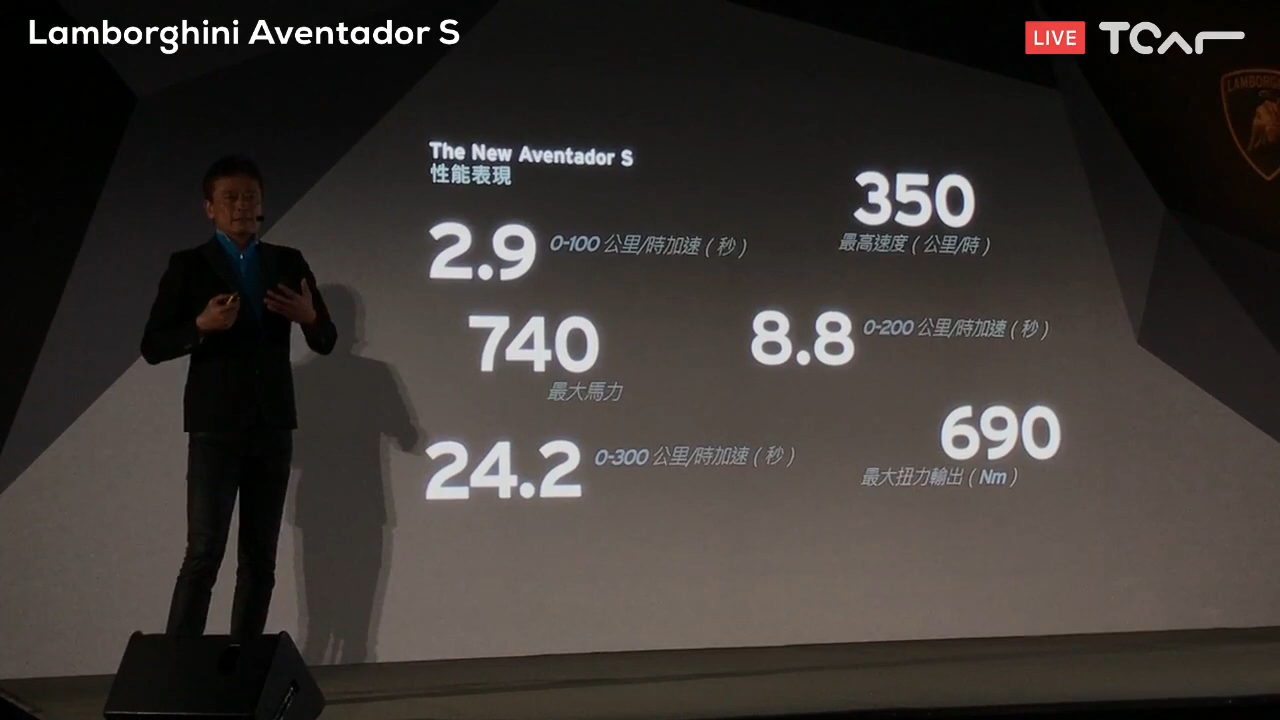 Lamborghini Aventador S
LIVE TCAr
LAMBORG
The New Aventador S
性能表現
350
最高速度 ( 公里/時 )
2.9 0-100 公里/時加速 ( 秒 )
740
最大馬力
8.8 0-200 公里/時加速 ( 秒 )
690
最大扭力輸出 ( Nm )
24.2 0-300 公里/時加速 ( 秒 )